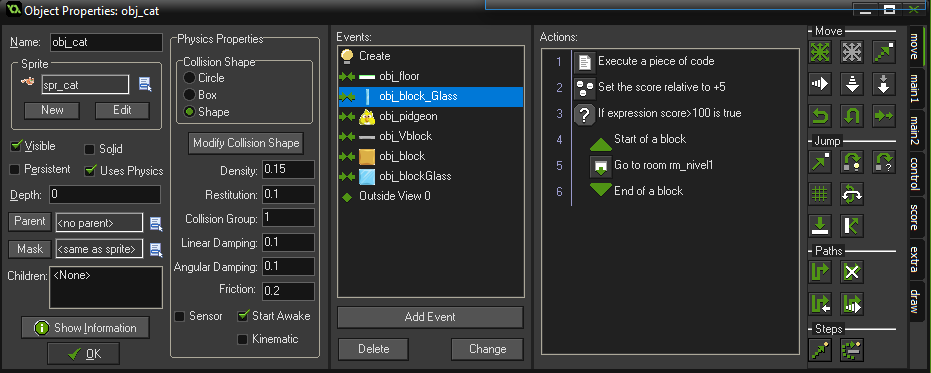 Object Properties: obj_cat
Name: obj_cat
Sprite
spr_cat
New Edit
Visible Solid
Persistent Uses Physics
Depth: 0
Parent <no parent>
Mask <same as sprite>
Children: <None>
Show Information
OK
Physics Properties
Collision Shape
Circle
Box
Shape
Modify Collision Shape
Density: 0.15
Restitution: 0.1
Collision Group: 1
Linear Damping: 0.1
Angular Damping: 0.1
Friction: 0.2
Sensor Start Awake
Kinematic
Events:
Create
obj_floor
obj_block_Glass
obj_pidgeon
obj_Vblock
obj_block
obj_blockGlass
Outside View 0
Add Event
Delete Change
Actions:
1 Execute a piece of code
2 Set the score relative to +5
3 If expression score>100 is true
4 Start of a block
5 Go to room rm_nivel1
6 End of a block
Move
Jump
Paths
Steps
move
main1
main2
control
score
extra
draw